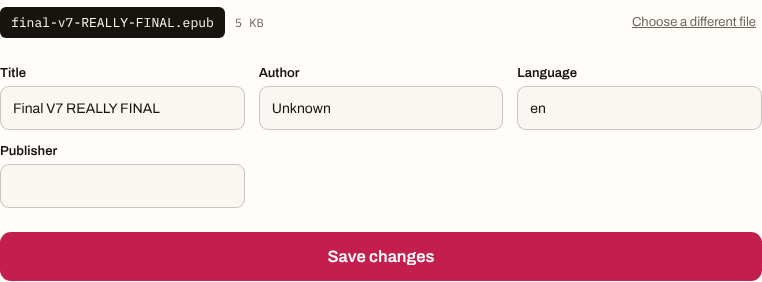 final-v7-REALLY-FINAL.epub 5 KB Choose a different file
Title Author Language
Final V7 REALLY FINAL Unknown en
Publisher
Save changes